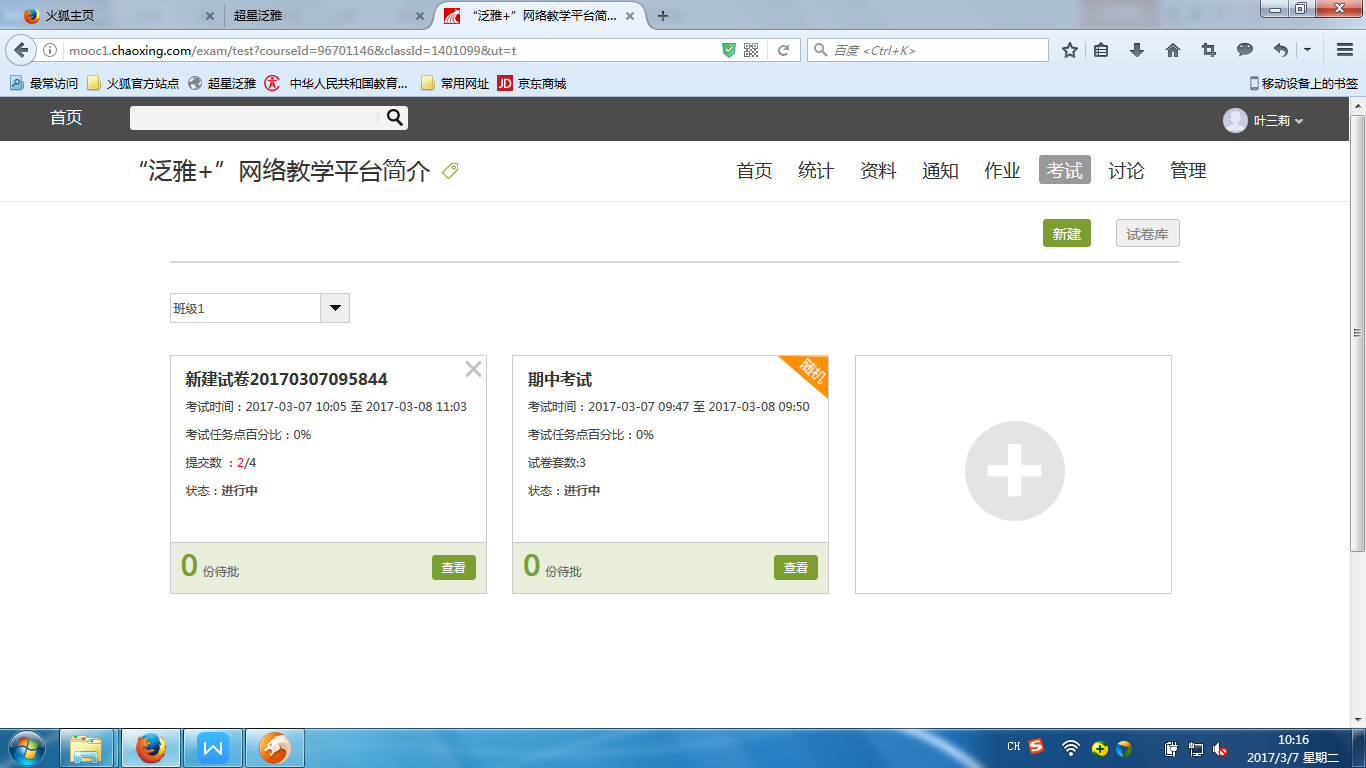 火狐主页
超星泛雅
“泛雅+”网络教学平台简...
mooc1.chaoxing.com/exam/test?courseId=96701146&classId=1401099&ut=t
百度 <Ctrl+K>
最常访问 火狐官方站点 超星泛雅 中华人民共和国教育... 常用网址 JD 京东商城 移动设备上的书签
首页
叶三莉
“泛雅+”网络教学平台简介
首页 统计 资料 通知 作业 考试 讨论 管理
新建 试卷库
班级1
新建试卷20170307095844
考试时间：2017-03-07 10:05 至 2017-03-08 11:03
考试任务点百分比：0%
提交数 ：2/4
状态：进行中
0 份待批 查看
期中考试
随机
考试时间：2017-03-07 09:47 至 2017-03-08 09:50
考试任务点百分比：0%
试卷套数:3
状态：进行中
0 份待批 查看
CH
10:16
2017/3/7 星期二